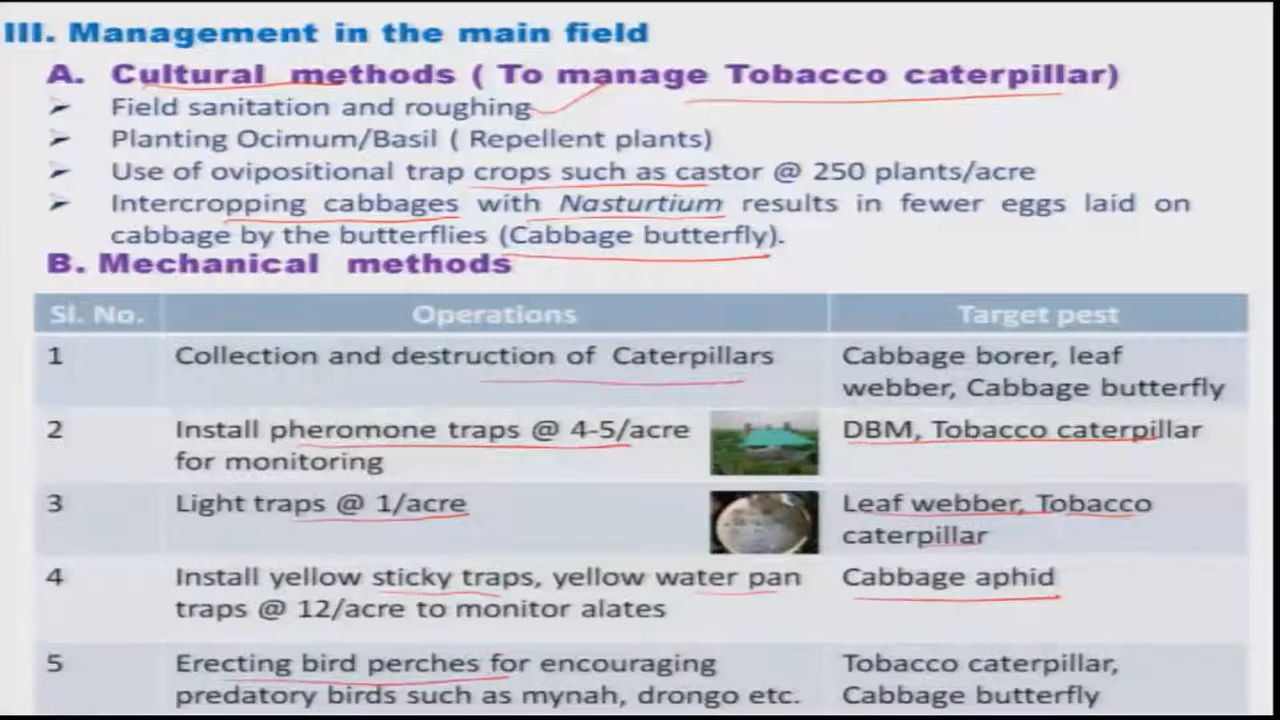 III. Management in the main field
A. Cultural methods ( To manage Tobacco caterpillar)
➢ Field sanitation and roughing
➢ Planting Ocimum/Basil ( Repellent plants)
➢ Use of ovipositional trap crops such as castor @ 250 plants/acre
➢ Intercropping cabbages with Nasturtium results in fewer eggs laid on
cabbage by the butterflies (Cabbage butterfly).
B. Mechanical methods
Sl. No. Operations Target pest
1 Collection and destruction of Caterpillars Cabbage borer, leaf
webber, Cabbage butterfly
2 Install pheromone traps @ 4-5/acre DBM, Tobacco caterpillar
for monitoring
3 Light traps @ 1/acre Leaf webber, Tobacco
caterpillar
4 Install yellow sticky traps, yellow water pan Cabbage aphid
traps @ 12/acre to monitor alates
5 Erecting bird perches for encouraging Tobacco caterpillar,
predatory birds such as mynah, drongo etc. Cabbage butterfly